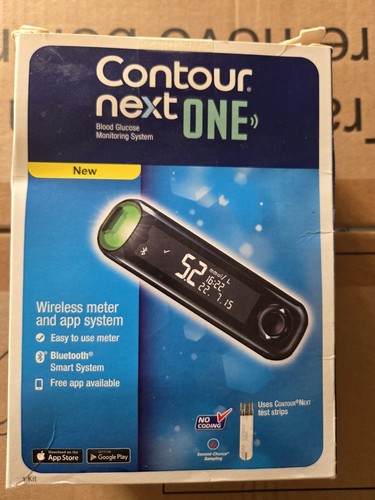 Contour®
next ONE
Blood Glucose
Monitoring System
New
5.2 mmol/L
16:22
22. 7.15
Wireless meter
and app system
Easy to use meter
Bluetooth®
Smart System
Free app available
NO
CODING
Second-Chance®
Sampling
Uses CONTOUR®NEXT
test strips
Download on the
App Store
GET IT ON
Google Play
1 Kit